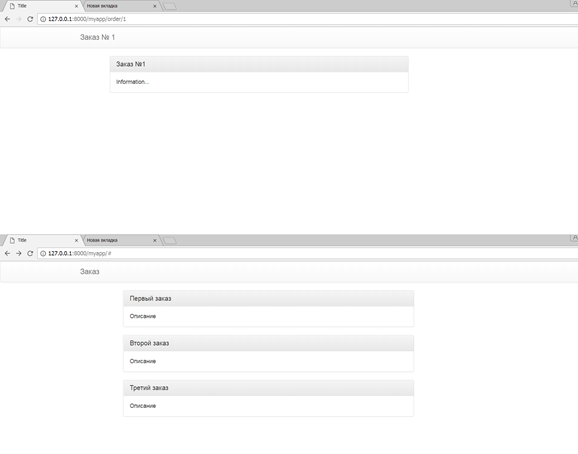 Title
Новая вкладка
127.0.0.1:8000/myapp/order/1
Заказ № 1
Заказ №1
Information...
Title
Новая вкладка
127.0.0.1:8000/myapp/#
Заказ
Первый заказ
Описание
Второй заказ
Описание
Третий заказ
Описание